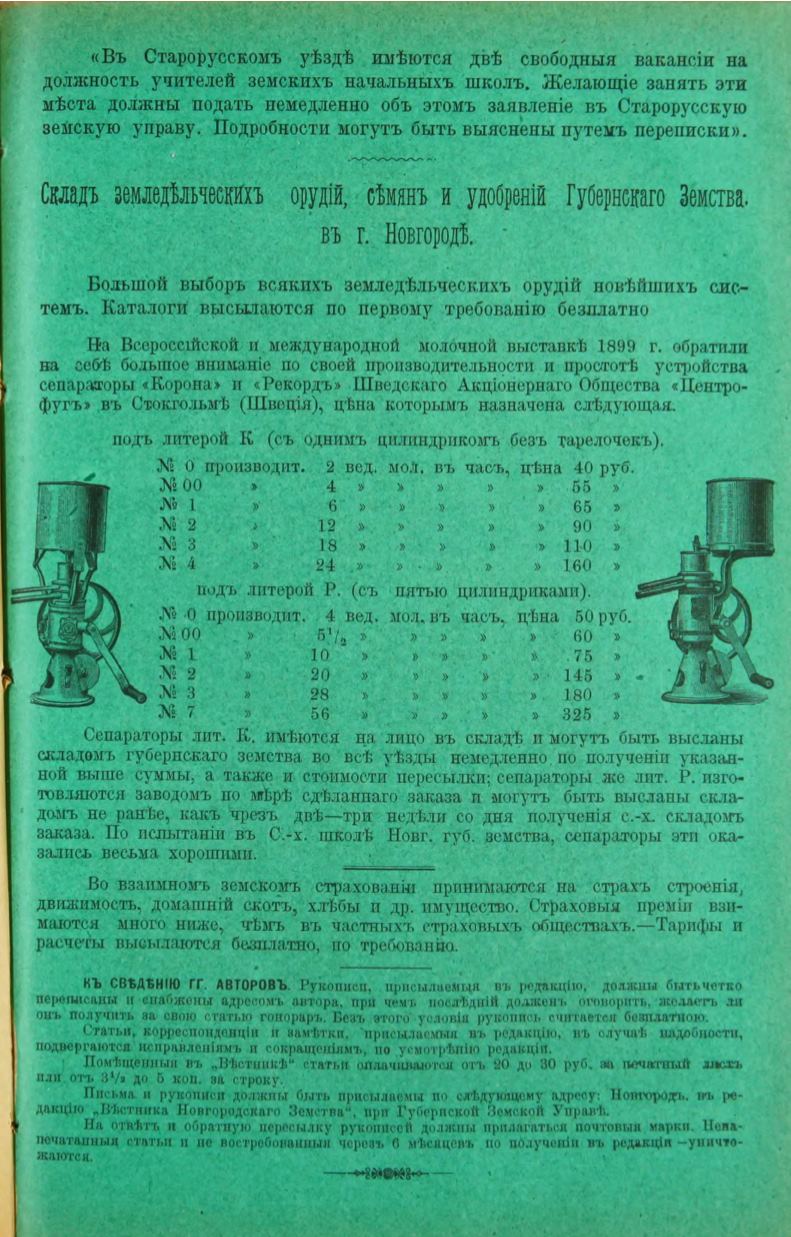 «Въ Старорусскомъ уѣздѣ имѣются двѣ свободныя вакансіи на
должность учителей земскихъ начальныхъ школъ. Желающіе занять эти
мѣста должны подать немедленно объ этомъ заявленіе въ Старорусскую
земскую управу. Подробности могутъ быть выяснены путемъ переписки».
Складъ земледѣльческихъ орудій, сѣмянъ и удобреній Губернскаго Земства.
въ г. Новгородѣ.
Большой выборъ всякихъ земледѣльческихъ орудій новѣйшихъ сис-
темъ. Каталоги высылаются по первому требованію безплатно
На Всероссійской и международной молочной выставкѣ 1899 г. обратили
на себѣ большое вниманіе по своей производительности и простотѣ устройства
сепараторы «Корона» и «Рекордъ» Шведскаго Акціонернаго Общества «Центро-
фугъ» въ Стокгольмѣ (Швеція), цѣна которымъ назначена слѣдующая.
подъ литерой К (съ однимъ цилиндрикомъ безъ тарелочекъ).
№ 0 производит. 2 вед. мол. въ часъ, цѣна 40 руб.
№ 00 » 4 » » » » » 55 »
№ 1 » 6 » » » » » 65 »
№ 2 » 12 » » » » » 90 »
№ 3 » 18 » » » » » 110 »
№ 4 » 24 » » » » » 160 »
подъ литерой Р. (съ пятью цилиндриками).
№ 0 производит. 4 вед. мол. въ часъ, цѣна 50 руб.
№ 00 » 5½ » » » » » 60 »
№ 1 » 10 » » » » » 75 »
№ 2 » 20 » » » » » 145 »
№ 3 » 28 » » » » » 180 »
№ 7 » 56 » » » » » 325 »
Сепараторы лит. К. имѣются на лицо въ складѣ и могутъ быть высланы
складомъ губернскаго земства во всѣ уѣзды немедленно по полученіи указан-
ной выше суммы, а также и стоимости пересылки; сепараторы же лит. Р. изго-
товляются заводомъ по мѣрѣ сдѣланнаго заказа и могутъ быть высланы скла-
домъ не ранѣе, какъ чрезъ двѣ—три недѣли со дня полученія с.-х. складомъ
заказа. По испытаніи въ С.-х. школѣ Новг. губ. земства, сепараторы эти ока-
зались весьма хорошими.
Во взаимномъ земскомъ страхованіи принимаются на страхъ строенія,
движимость, домашній скотъ, хлѣбы и др. имущество. Страховыя преміи взи-
маются много ниже, чѣмъ въ частныхъ страховыхъ обществахъ.—Тарифы и
расчеты высылаются безплатно, по требованію.
КЪ СВѢДѢНІЮ ГГ. АВТОРОВЪ. Рукописи, присылаемыя въ редакцію, должны быть четко
переписаны и снабжены адресомъ автора, при чемъ послѣдній долженъ оговорить, желаетъ ли
онъ получить за свою статью гонораръ. Безъ этого условія рукопись считается безплатною.
Статьи, корреспонденціи и замѣтки, присылаемыя въ редакцію, въ случаѣ надобности,
подвергаются исправленіямъ и сокращеніямъ, по усмотрѣнію редакціи.
Помѣщенныя въ „Вѣстникѣ“ статьи оплачиваются отъ 20 до 30 руб. за печатный листъ
или отъ 3½ до 5 коп. за строку.
Письма и рукописи должны быть присылаемы по слѣдующему адресу: Новгородъ, въ ре-
дакцію „Вѣстника Новгородскаго Земства“, при Губернской Земской Управѣ.
На отвѣтъ и обратную пересылку рукописей должны прилагаться почтовыя марки. Непа-
печатанныя статьи и не востребованныя черезъ 6 мѣсяцевъ по полученіи въ редакціи—уничто-
жаются.